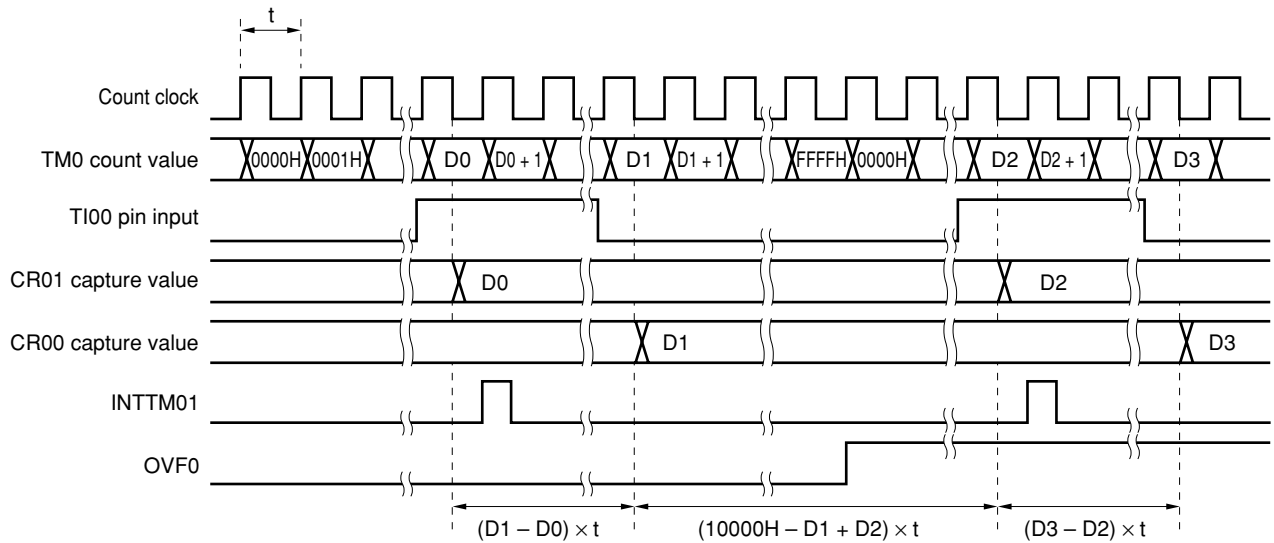 t
Count clock
TM0 count value
0000H 0001H D0 D0 + 1 D1 D1 + 1 FFFFH 0000H D2 D2 + 1 D3
TI00 pin input
CR01 capture value
D0 D2
CR00 capture value
D1 D3
INTTM01
OVF0
(D1 – D0) × t (10000H – D1 + D2) × t (D3 – D2) × t